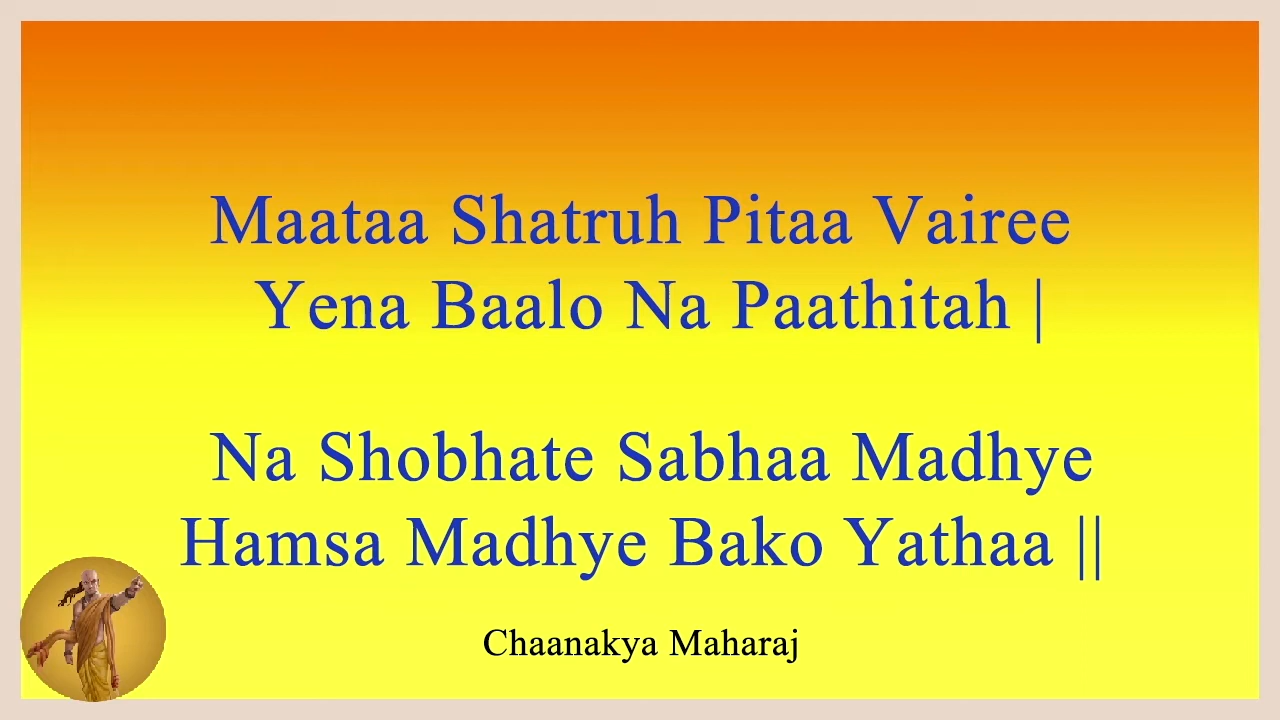 Maataa Shatruh Pitaa Vairee
Yena Baalo Na Paathitah |
Na Shobhate Sabhaa Madhye
Hamsa Madhye Bako Yathaa ||
Chaanakya Maharaj